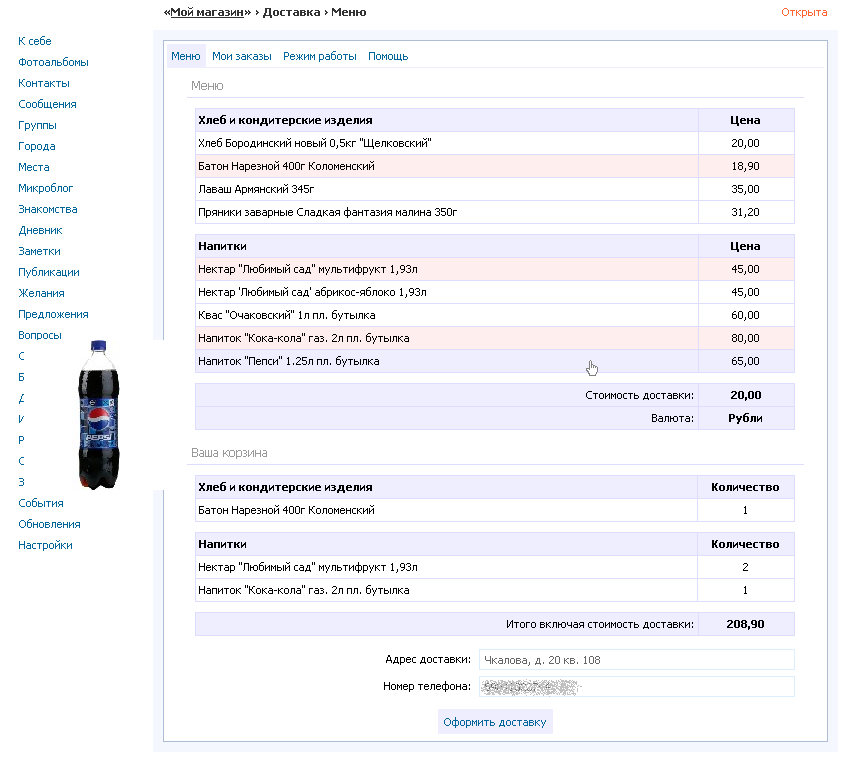 «Мой магазин» › Доставка › Меню
Открыта
К себе
Фотоальбомы
Контакты
Сообщения
Группы
Города
Места
Микроблог
Знакомства
Дневник
Заметки
Публикации
Желания
Предложения
Вопросы
С
Б
Д
И
Р
С
З
События
Обновления
Настройки
PEPSI
Меню Мои заказы Режим работы Помощь
Меню
Хлеб и кондитерские изделия Цена
Хлеб Бородинский новый 0,5кг "Щелковский" 20,00
Батон Нарезной 400г Коломенский 18,90
Лаваш Армянский 345г 35,00
Пряники заварные Сладкая фантазия малина 350г 31,20
Напитки Цена
Нектар "Любимый сад" мультифрукт 1,93л 45,00
Нектар 'Любимый сад' абрикос-яблоко 1,93л 45,00
Квас "Очаковский" 1л пл. бутылка 60,00
Напиток "Кока-кола" газ. 2л пл. бутылка 80,00
Напиток "Пепси" 1.25л пл. бутылка 65,00
Стоимость доставки: 20,00
Валюта: Рубли
Ваша корзина
Хлеб и кондитерские изделия Количество
Батон Нарезной 400г Коломенский 1
Напитки Количество
Нектар "Любимый сад" мультифрукт 1,93л 2
Напиток "Кока-кола" газ. 2л пл. бутылка 1
Итого включая стоимость доставки: 208,90
Адрес доставки: Чкалова, д. 20 кв. 108
Номер телефона:
Оформить доставку